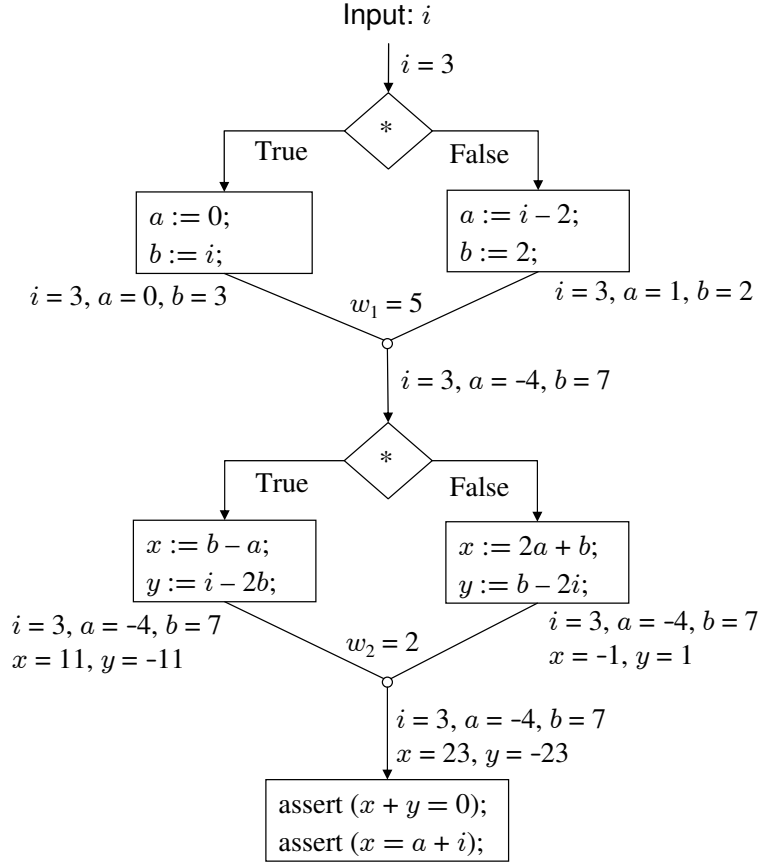 Input: i
i = 3
*
True
False
a := 0;
b := i;
a := i – 2;
b := 2;
i = 3, a = 0, b = 3
w₁ = 5
i = 3, a = 1, b = 2
i = 3, a = -4, b = 7
*
True
False
x := b – a;
y := i – 2b;
x := 2a + b;
y := b – 2i;
i = 3, a = -4, b = 7
x = 11, y = -11
w₂ = 2
i = 3, a = -4, b = 7
x = -1, y = 1
i = 3, a = -4, b = 7
x = 23, y = -23
assert (x + y = 0);
assert (x = a + i);